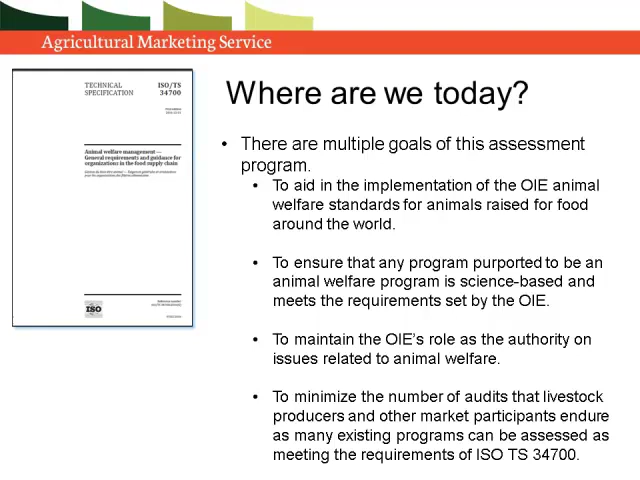 Agricultural Marketing Service
TECHNICAL
SPECIFICATION
ISO/TS
34700
Animal welfare management —
General requirements and guidance for
organizations in the food supply chain
ISO
Where are we today?
• There are multiple goals of this assessment
program.
• To aid in the implementation of the OIE animal
welfare standards for animals raised for food
around the world.
• To ensure that any program purported to be an
animal welfare program is science-based and
meets the requirements set by the OIE.
• To maintain the OIE's role as the authority on
issues related to animal welfare.
• To minimize the number of audits that livestock
producers and other market participants endure
as many existing programs can be assessed as
meeting the requirements of ISO TS 34700.